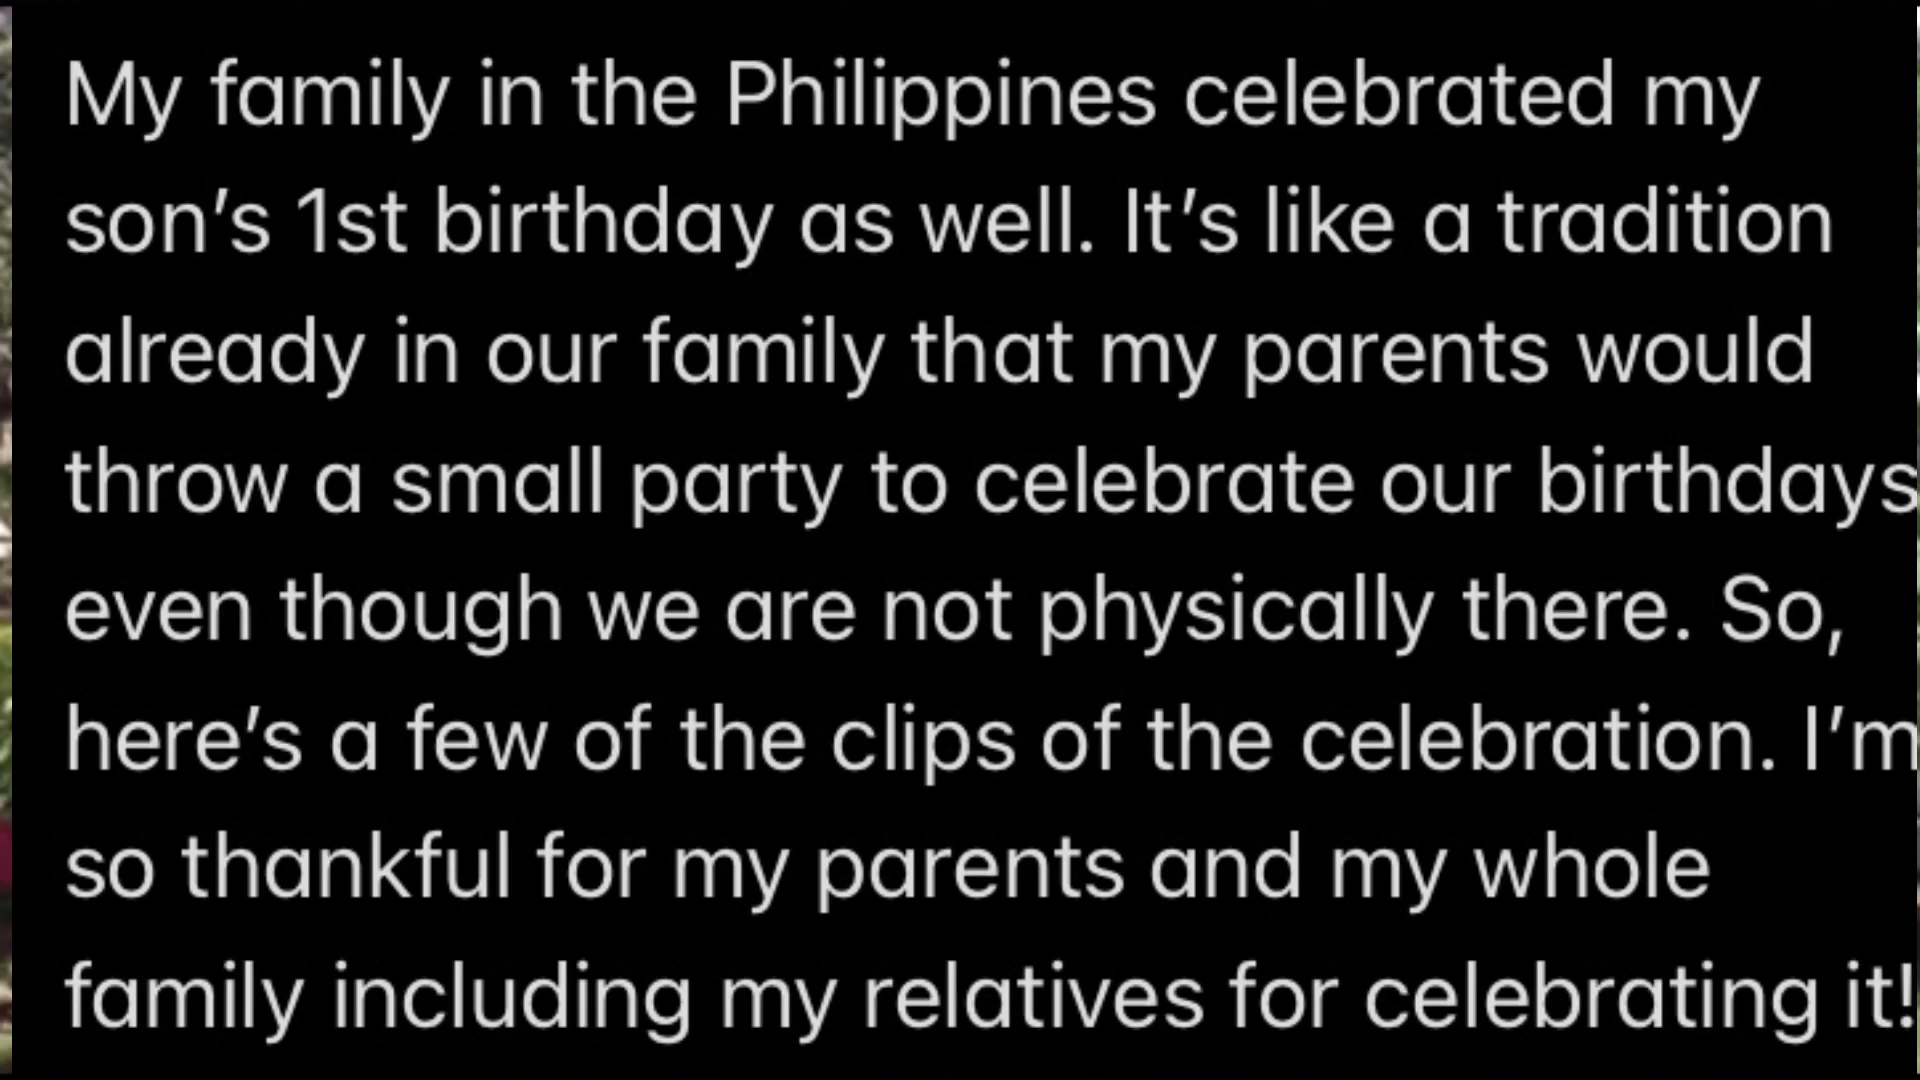 My family in the Philippines celebrated my
son’s 1st birthday as well. It’s like a tradition
already in our family that my parents would
throw a small party to celebrate our birthdays
even though we are not physically there. So,
here’s a few of the clips of the celebration. I’m
so thankful for my parents and my whole
family including my relatives for celebrating it!